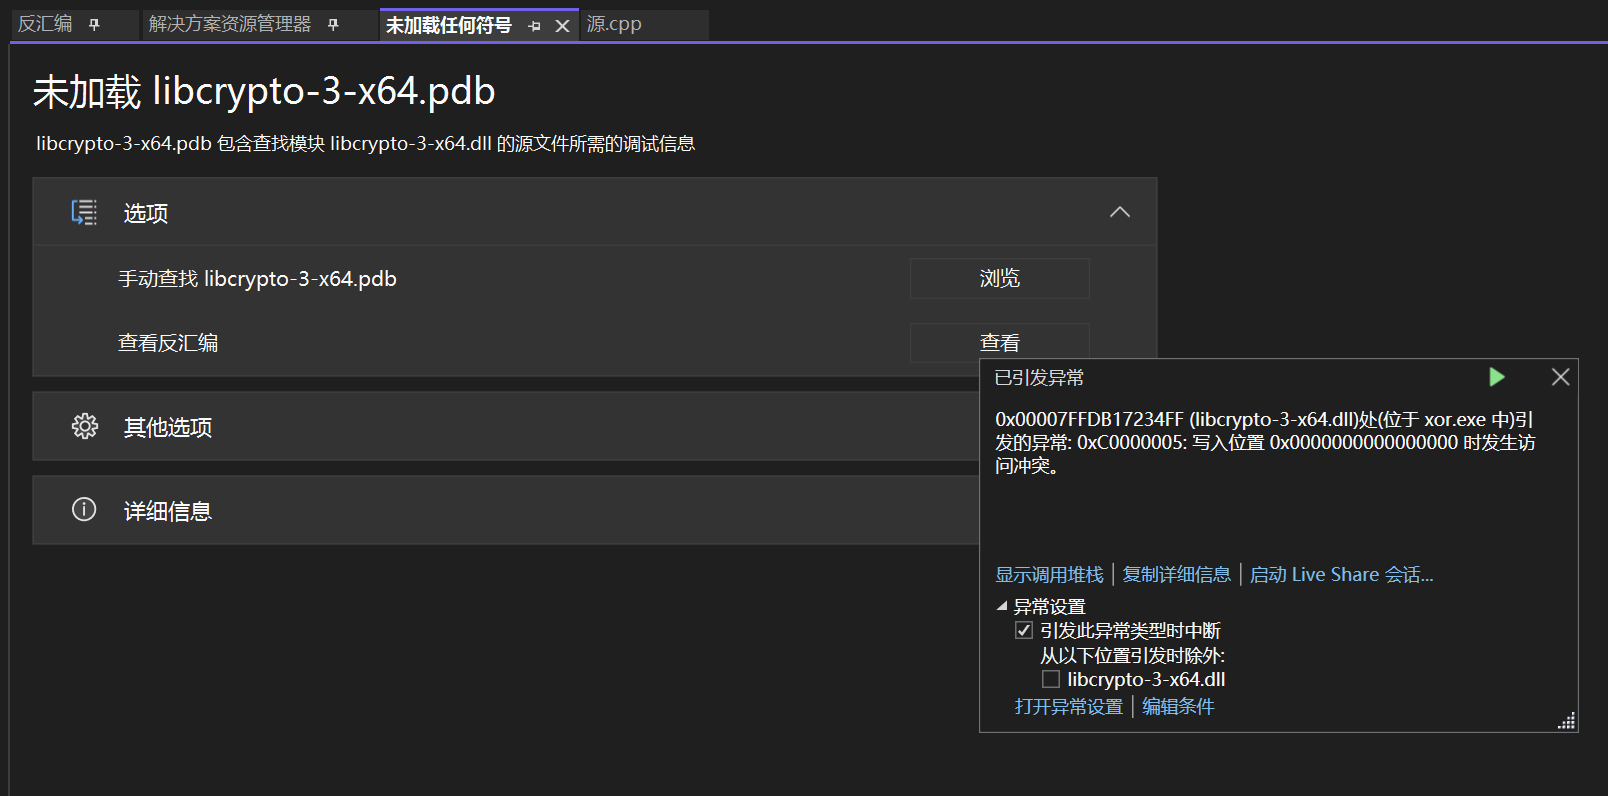 反汇编
解决方案资源管理器
未加载任何符号
源.cpp
未加载 libcrypto-3-x64.pdb
libcrypto-3-x64.pdb 包含查找模块 libcrypto-3-x64.dll 的源文件所需的调试信息
选项
手动查找 libcrypto-3-x64.pdb
浏览
查看反汇编
查看
其他选项
详细信息
已引发异常
0x00007FFDB17234FF (libcrypto-3-x64.dll)处(位于 xor.exe 中)引
发的异常: 0xC0000005: 写入位置 0x0000000000000000 时发生访
问冲突。
显示调用堆栈 | 复制详细信息 | 启动 Live Share 会话...
异常设置
引发此异常类型时中断
从以下位置引发时除外:
libcrypto-3-x64.dll
打开异常设置 | 编辑条件